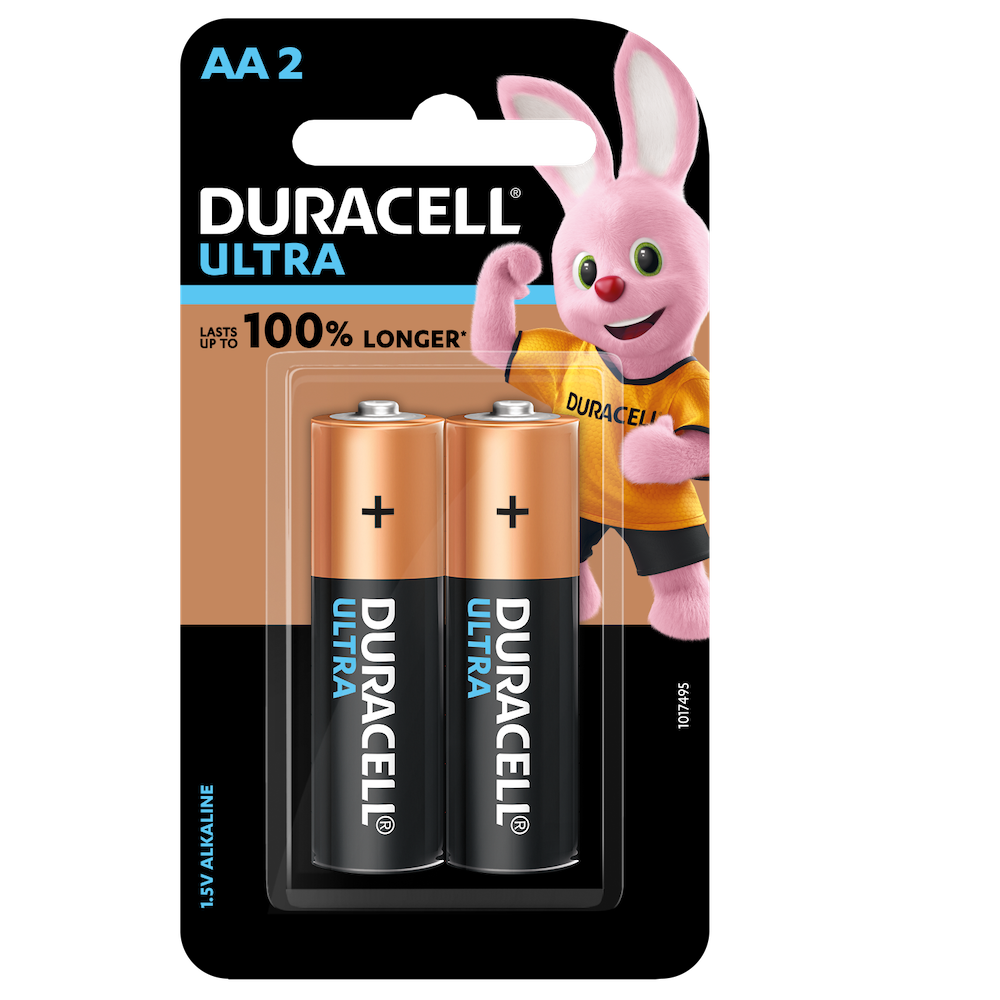 AA 2
DURACELL®
ULTRA
LASTS
UP TO 100% LONGER*
DURACELL
+
+
DURACELL®
ULTRA
DURACELL®
ULTRA
1017495
1.5V ALKALINE